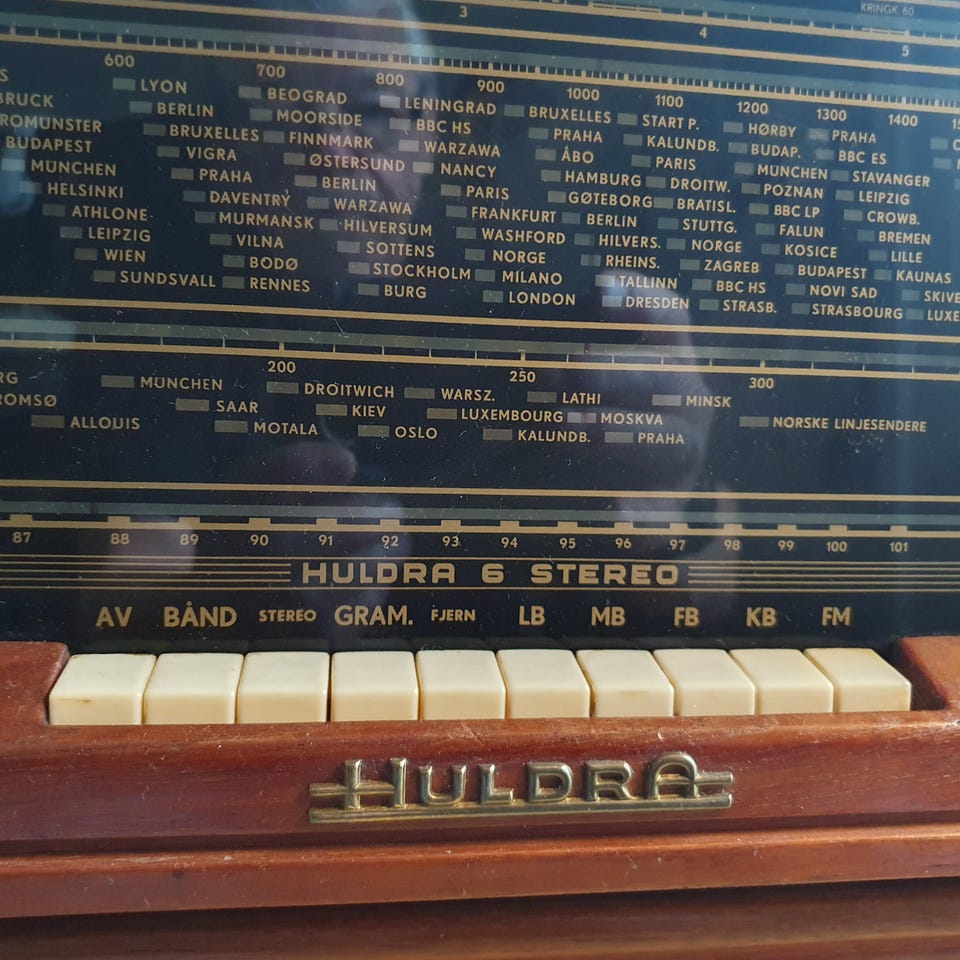 3 4 KRINGK. 60 5
600 700 800 900 1000 1100 1200 1300 1400
LYON BEOGRAD LENINGRAD BRUXELLES START P. HØRBY PRAHA
BERLIN MOORSIDE BBC HS PRAHA KALUNDB. BUDAP. BBC ES
BRUXELLES FINNMARK WARZAWA ÅBO PARIS MÜNCHEN STAVANGER
BUDAPEST VIGRA ØSTERSUND NANCY HAMBURG DROITW. POZNAN LEIPZIG
MÜNCHEN PRAHA BERLIN PARIS GØTEBORG BRATISL. BBC LP CROWB.
HELSINKI DAVENTRY WARZAWA FRANKFURT BERLIN STUTTG. FALUN BREMEN
ATHLONE MURMANSK HILVERSUM WASHFORD HILVERS. NORGE KOSICE LILLE
LEIPZIG VILNA SOTTENS NORGE RHEINS. ZAGREB BUDAPEST KAUNAS
WIEN BODØ STOCKHOLM MILANO TALLINN BBC HS NOVI SAD
SUNDSVALL RENNES BURG LONDON DRESDEN STRASB. STRASBOURG
200 250 300
MÜNCHEN DROITWICH WARSZ. LATHI MINSK
SAAR KIEV LUXEMBOURG MOSKVA NORSKE LINJESENDERE
ALLOUIS MOTALA OSLO KALUNDB. PRAHA
87 88 89 90 91 92 93 94 95 96 97 98 99 100 101
HULDRA 6 STEREO
AV BÅND STEREO GRAM. FJERN LB MB FB KB FM
HULDRA